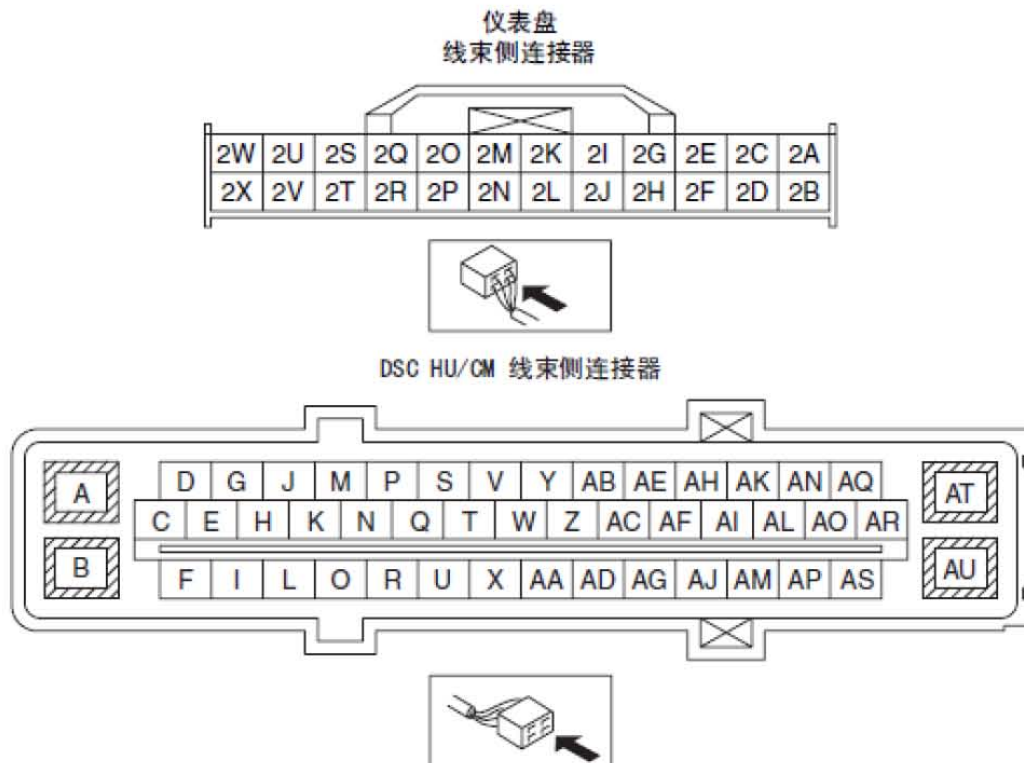 仪表盘
线束侧连接器
2W 2U 2S 2Q 2O 2M 2K 2I 2G 2E 2C 2A
2X 2V 2T 2R 2P 2N 2L 2J 2H 2F 2D 2B
DSC HU/CM 线束侧连接器
A D G J M P S V Y AB AE AH AK AN AQ AT
C E H K N Q T W Z AC AF AI AL AO AR
B F I L O R U X AA AD AG AJ AM AP AS AU